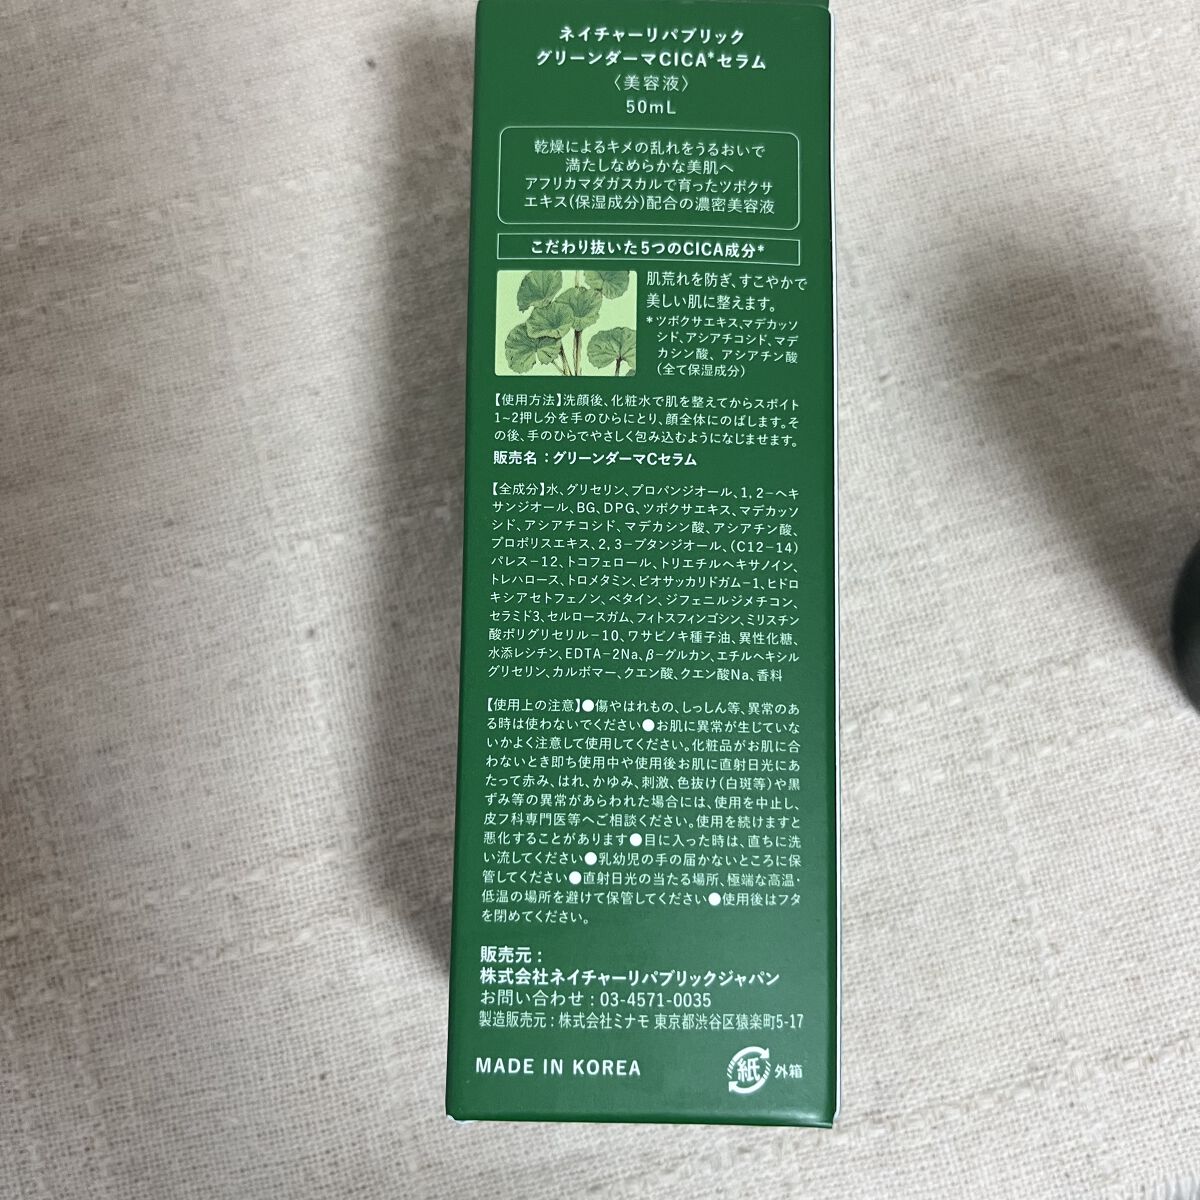 ネイチャーリパブリック
グリーンダーマCICA*セラム
〈美容液〉
50mL
乾燥によるキメの乱れをうるおいで
満たしなめらかな美肌へ
アフリカマダガスカルで育ったツボクサ
エキス(保湿成分)配合の濃密美容液
こだわり抜いた5つのCICA成分*
肌荒れを防ぎ、すこやかで
美しい肌に整えます。
*ツボクサエキス、マデカッソ
シド、アシアチコシド、マデ
カシン酸、アシアチン酸
(全て保湿成分)
【使用方法】洗顔後、化粧水で肌を整えてからスポイト
1~2押し分を手のひらにとり、顔全体にのばします。そ
の後、手のひらでやさしく包み込むようになじませます。
販売名：グリーンダーマCセラム
【全成分】水、グリセリン、プロパンジオール、1,2−ヘキ
サンジオール、BG、DPG、ツボクサエキス、マデカッソ
シド、アシアチコシド、マデカシン酸、アシアチン酸、
プロポリスエキス、2,3−ブタンジオール、(C12−14)
パレス−12、トコフェロール、トリエチルヘキサノイン、
トレハロース、トロメタミン、ビオサッカリドガム−1、ヒドロ
キシアセトフェノン、ベタイン、ジフェニルジメチコン、
セラミド3、セルロースガム、フィトスフィンゴシン、ミリスチン
酸ポリグリセリル−10、ワサビノキ種子油、異性化糖、
水添レシチン、EDTA−2Na、β−グルカン、エチルヘキシル
グリセリン、カルボマー、クエン酸、クエン酸Na、香料
【使用上の注意】●傷やはれもの、しっしん等、異常のあ
る時は使わないでください●お肌に異常が生じていな
いかよく注意して使用してください。化粧品がお肌に合
わないとき即ち使用中や使用後お肌に直射日光にあ
たって赤み、はれ、かゆみ、刺激、色抜け(白斑等)や黒
ずみ等の異常があらわれた場合には、使用を中止し、
皮フ科専門医等へご相談ください。使用を続けますと
悪化することがあります●目に入った時は、直ちに洗
い流してください●乳幼児の手の届かないところに保
管してください●直射日光の当たる場所、極端な高温・
低温の場所を避けて保管してください●使用後はフタ
を閉めてください。
販売元：
株式会社ネイチャーリパブリックジャパン
お問い合わせ：03-4571-0035
製造販売元：株式会社ミナモ 東京都渋谷区猿楽町5-17
MADE IN KOREA
紙 外箱